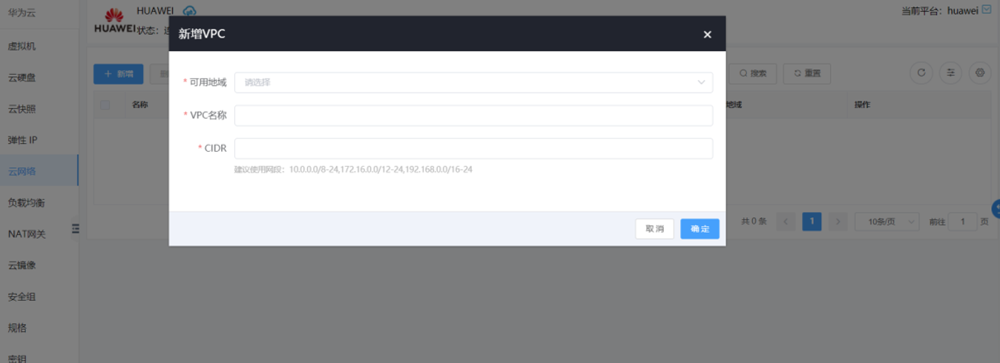 华为云
HUAWEI
当前平台：huawei
HUAWEI 状态：
新增VPC
虚拟机
+ 新增
搜索
重置
* 可用地域
请选择
云硬盘
名称
地域
操作
云快照
* VPC名称
弹性 IP
* CIDR
建议使用网段：10.0.0.0/8-24,172.16.0.0/12-24,192.168.0.0/16-24
云网络
负载均衡
共 0 条
1
10条/页
前往 1 页
取消
确定
NAT网关
云镜像
安全组
规格
密钥